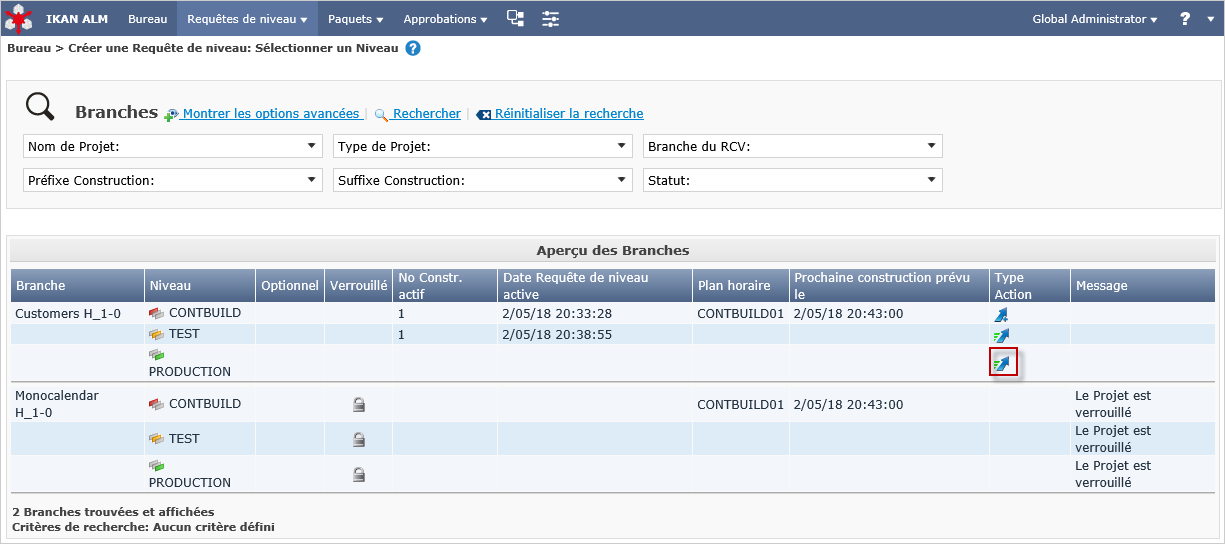 IKAN ALM Bureau Requêtes de niveau Paquets Approbations Global Administrator ?
Bureau > Créer une Requête de niveau: Sélectionner un Niveau ?
Branches Montrer les options avancées | Rechercher | Réinitialiser la recherche
Nom de Projet: Type de Projet: Branche du RCV:
Préfixe Construction: Suffixe Construction: Statut:
Aperçu des Branches
Branche Niveau Optionnel Verrouillé No Constr. actif Date Requête de niveau active Plan horaire Prochaine construction prévu le Type Action Message
Customers H_1-0 CONTBUILD 1 2/05/18 20:33:28 CONTBUILD01 2/05/18 20:43:00
TEST 1 2/05/18 20:38:55
PRODUCTION
Monocalendar H_1-0 CONTBUILD CONTBUILD01 2/05/18 20:43:00 Le Projet est verrouillé
TEST Le Projet est verrouillé
PRODUCTION Le Projet est verrouillé
2 Branches trouvées et affichées
Critères de recherche: Aucun critère défini